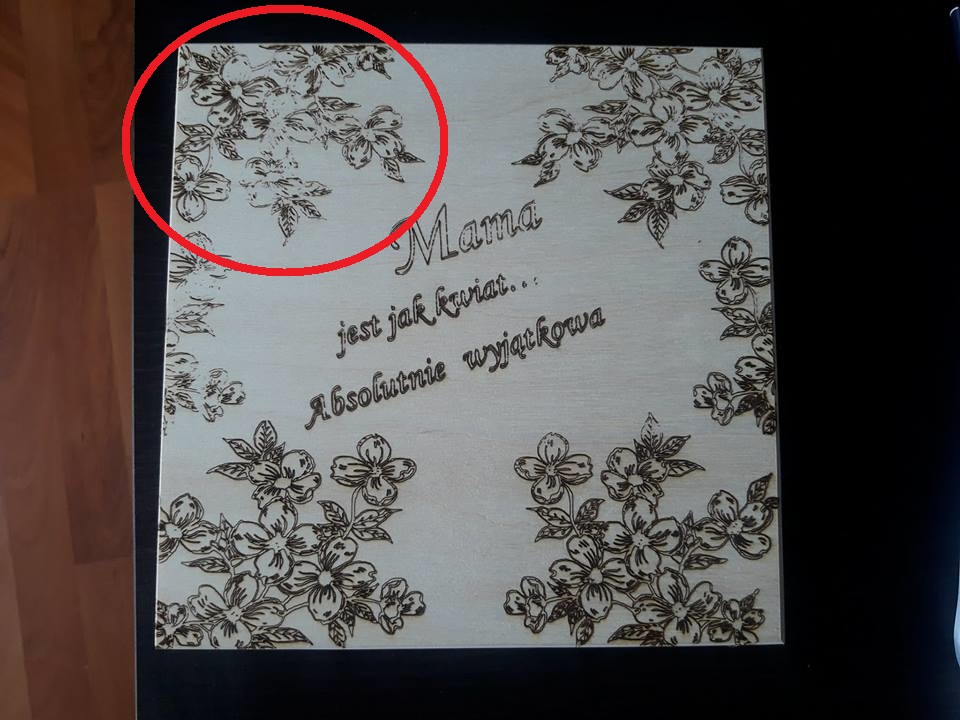 Mama
jest jak kwiat...
Absolutnie wyjątkowa